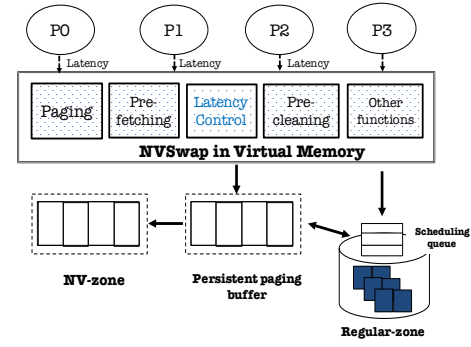 P0
P1
P2
P3
Latency
Latency
Latency
Paging
Pre-
fetching
Latency
Control
Pre-
cleaning
Other
functions
NVSwap in Virtual Memory
Scheduling
queue
NV-zone
Persistent paging
buffer
Regular-zone